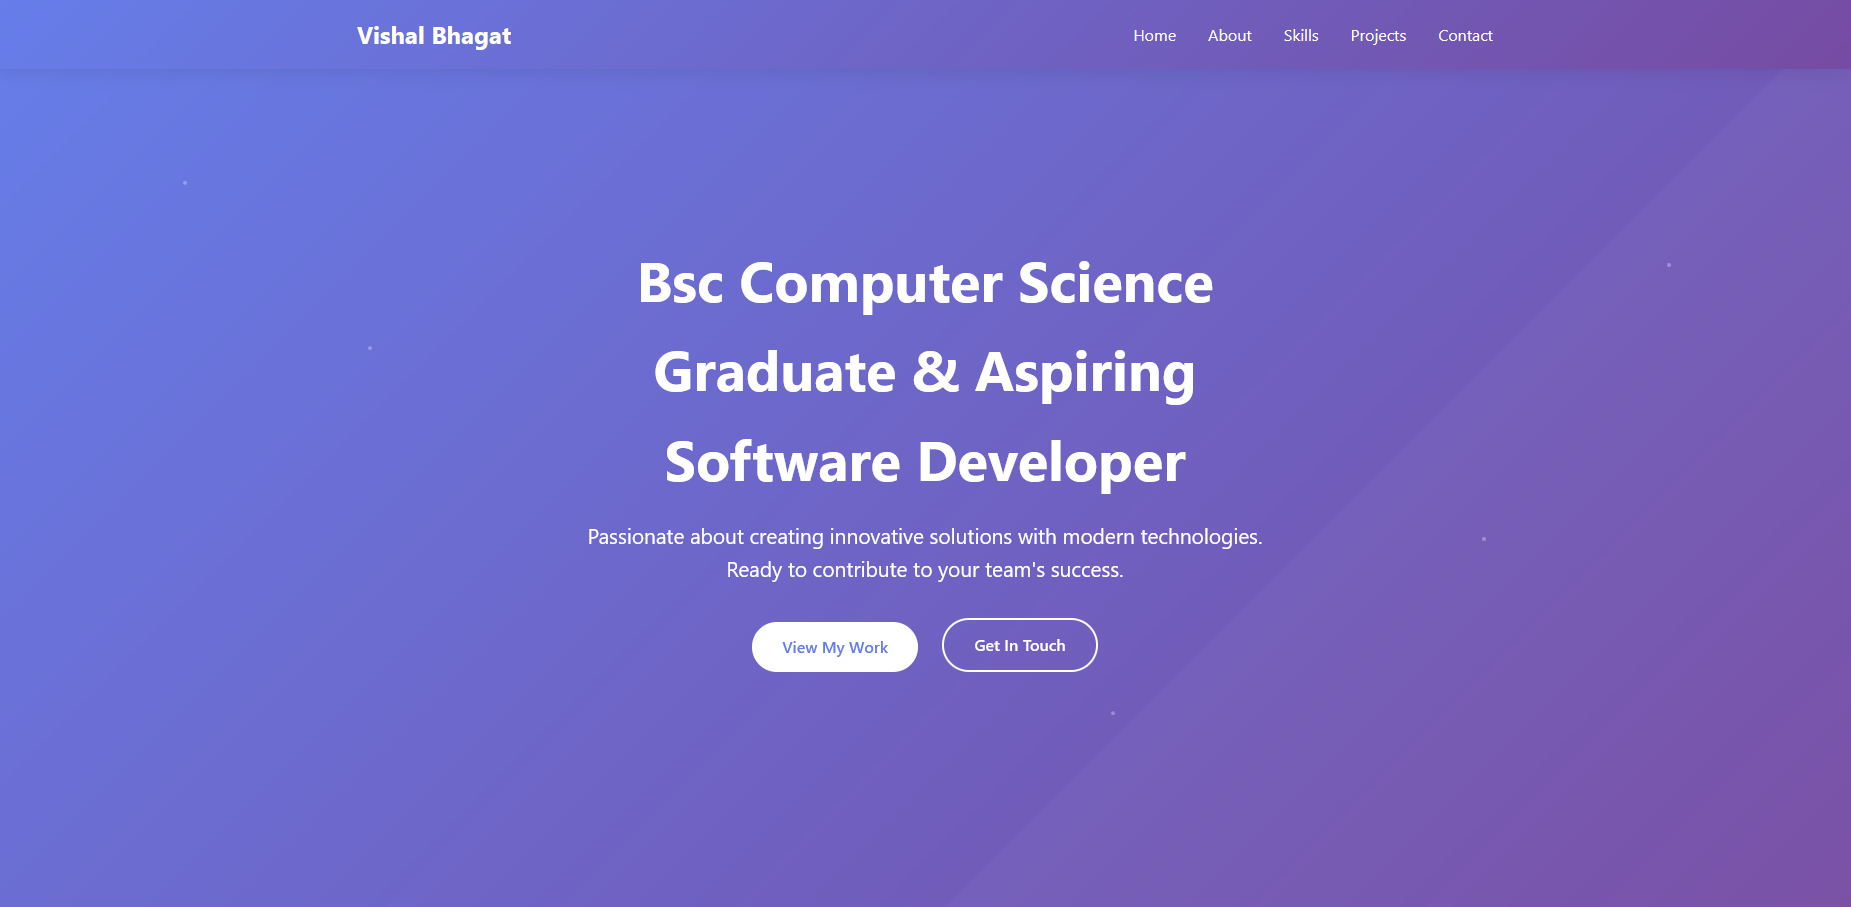 Vishal Bhagat
Home About Skills Projects Contact
Bsc Computer Science
Graduate & Aspiring
Software Developer
Passionate about creating innovative solutions with modern technologies.
Ready to contribute to your team's success.
View My Work
Get In Touch